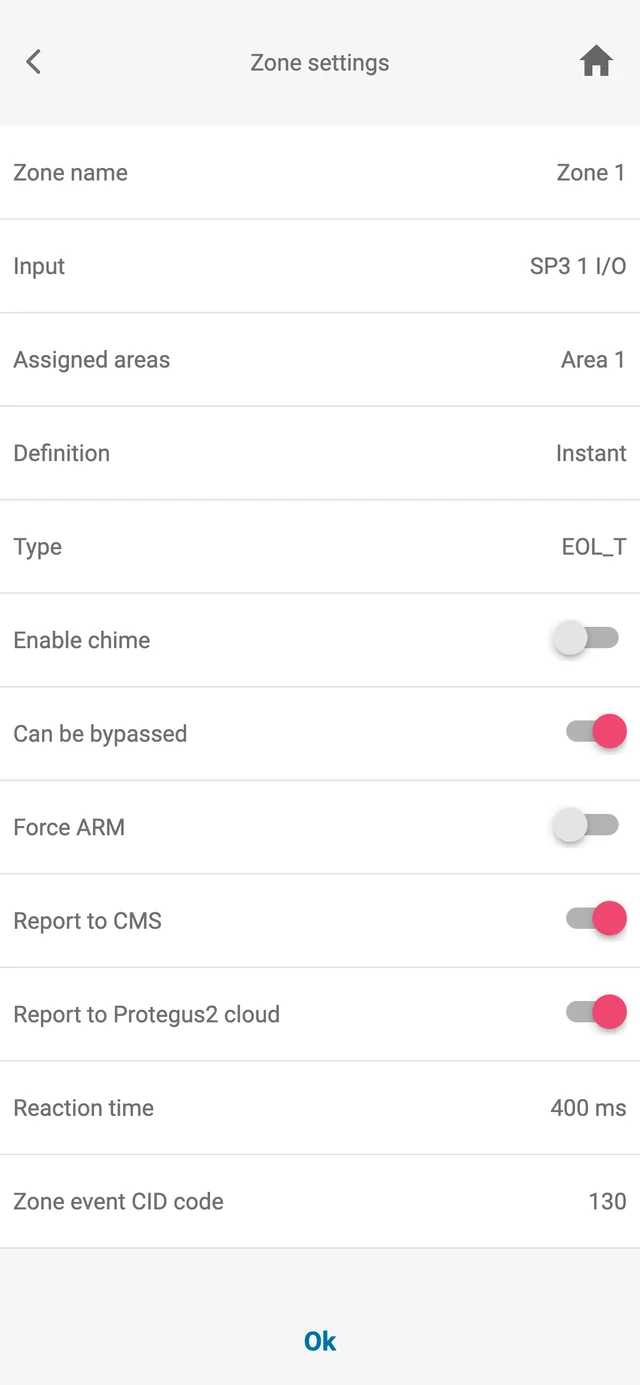 Zone settings
Zone name Zone 1
Input SP3 1 I/O
Assigned areas Area 1
Definition Instant
Type EOL_T
Enable chime
Can be bypassed
Force ARM
Report to CMS
Report to Protegus2 cloud
Reaction time 400 ms
Zone event CID code 130
Ok